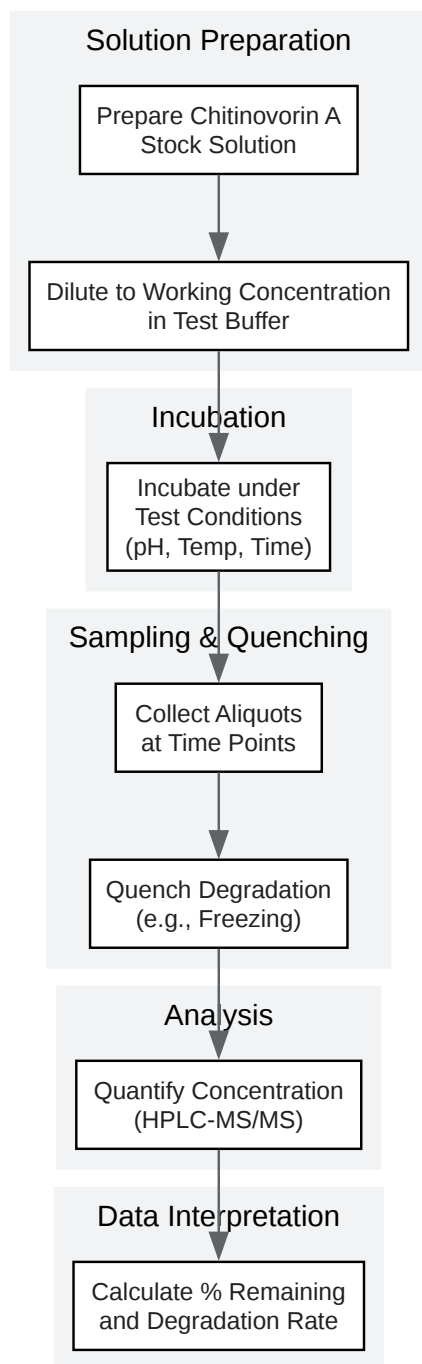 Solution Preparation
Prepare Chitinovorin A
Stock Solution
Dilute to Working Concentration
in Test Buffer
Incubation
Incubate under
Test Conditions
(pH, Temp, Time)
Sampling & Quenching
Collect Aliquots
at Time Points
Quench Degradation
(e.g., Freezing)
Analysis
Quantify Concentration
(HPLC-MS/MS)
Data Interpretation
Calculate % Remaining
and Degradation Rate